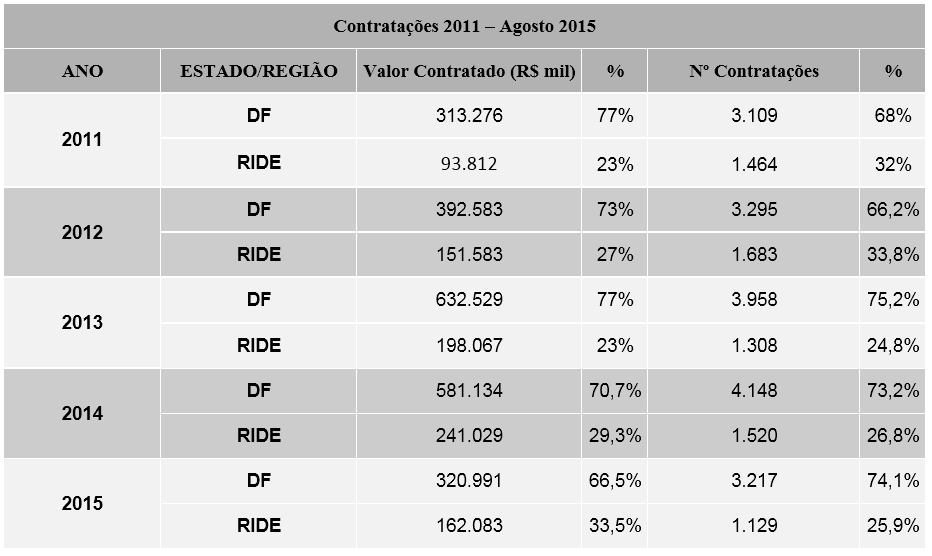 Contratações 2011 – Agosto 2015
ANO ESTADO/REGIÃO Valor Contratado (R$ mil) % Nº Contratações %
2011 DF 313.276 77% 3.109 68%
RIDE 93.812 23% 1.464 32%
2012 DF 392.583 73% 3.295 66,2%
RIDE 151.583 27% 1.683 33,8%
2013 DF 632.529 77% 3.958 75,2%
RIDE 198.067 23% 1.308 24,8%
2014 DF 581.134 70,7% 4.148 73,2%
RIDE 241.029 29,3% 1.520 26,8%
2015 DF 320.991 66,5% 3.217 74,1%
RIDE 162.083 33,5% 1.129 25,9%